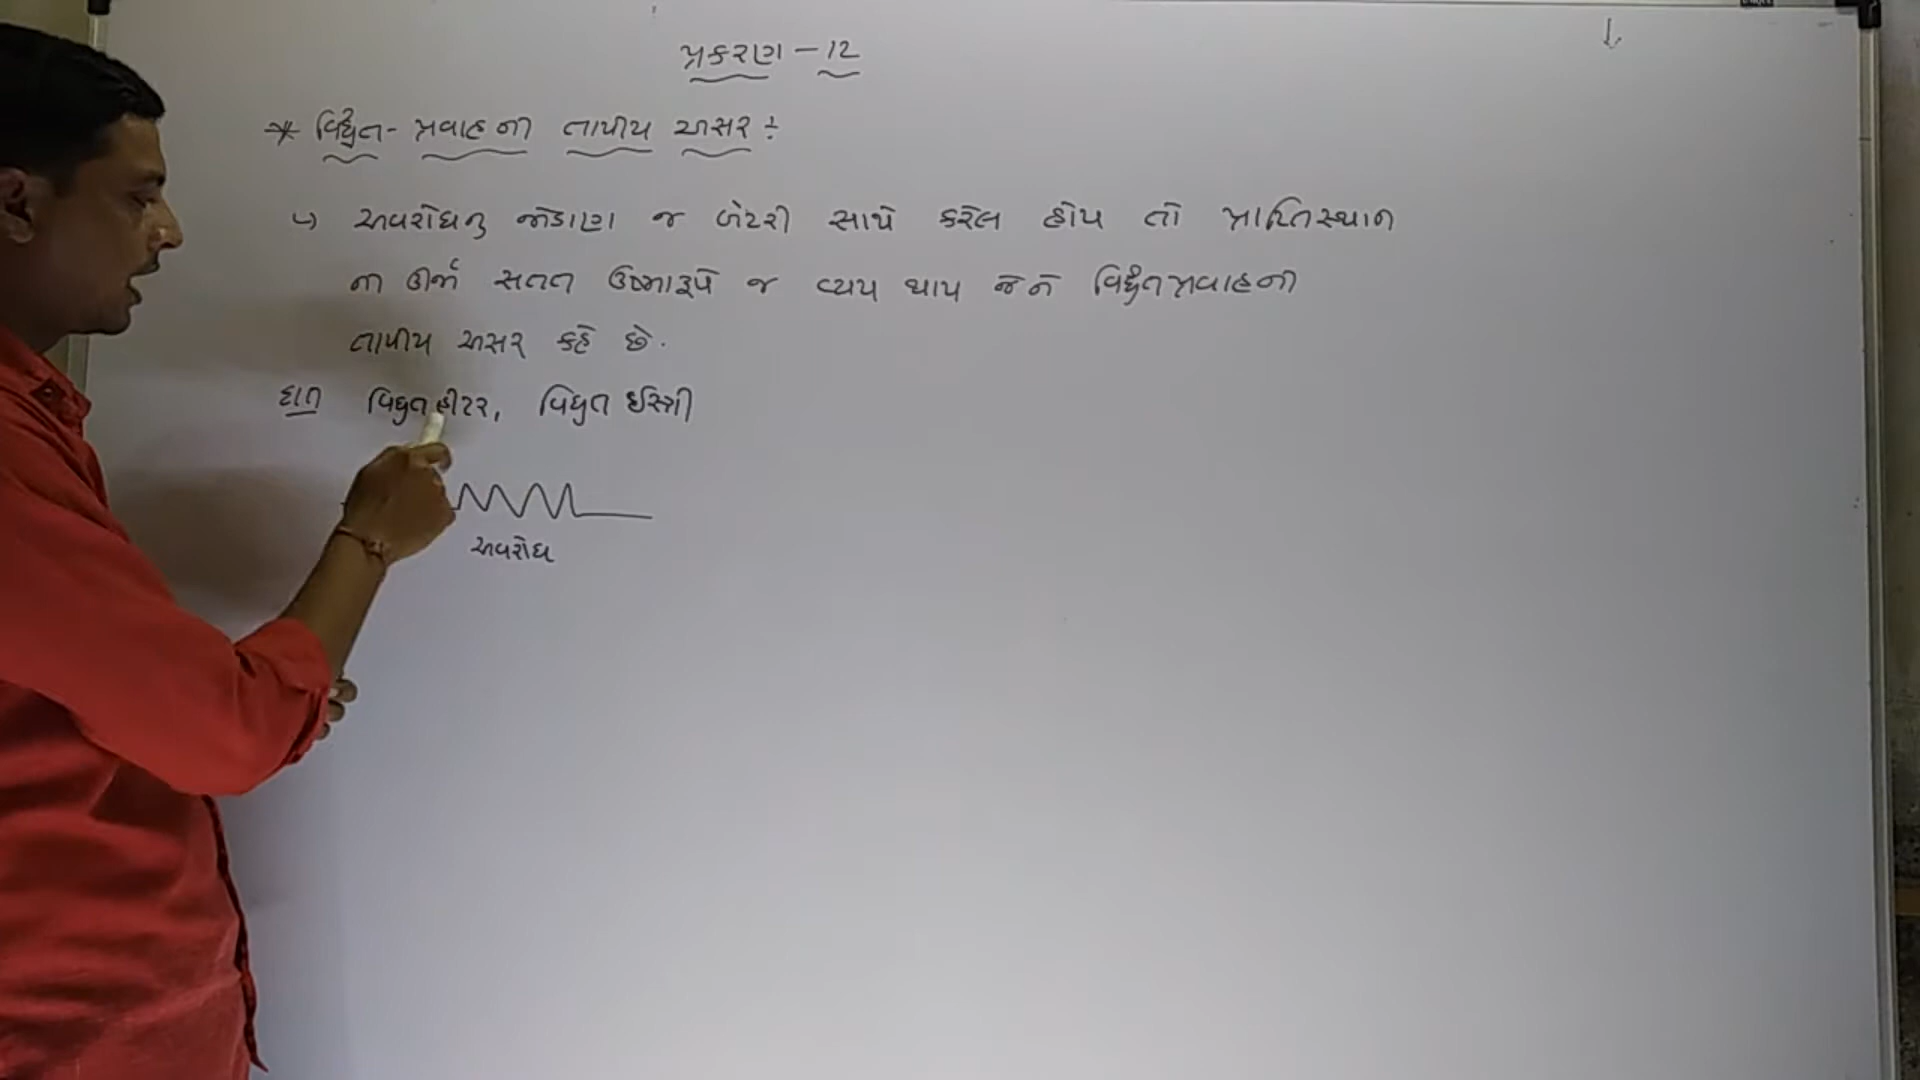 પ્રકરણ - 12
* વિદ્યુત - પ્રવાહની તાપીય અસર :
↳ અવરોધનુ જોડાણ જ બેટરી સાથે કરેલ હોય તો પ્રાપ્તિસ્થાન
ની ઊર્જા સતત ઉષ્મારૂપે જ વ્યય થાય જેને વિદ્યુતપ્રવાહની
તાપીય અસર કહે છે.
દા.ત વિદ્યુત હીટર, વિદ્યુત ઈસ્ત્રી
અવરોધ